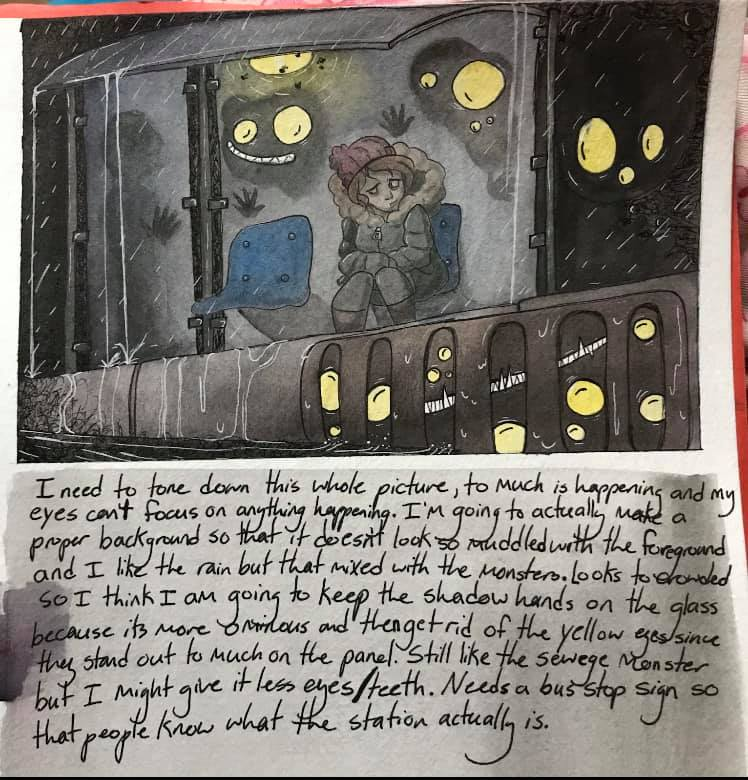 I need to tone down this whole picture, to much is happening and my
eyes can't focus on anything happening. I'm going to actually make a
proper background so that it doesn't look so muddled with the foreground
and I like the rain but that mixed with the monsters. Looks to crowded
so I think I am going to keep the shadow hands on the glass
because its more ominous and then get rid of the yellow eyes since
they stand out to much on the panel. Still like the sewege monster
but I might give it less eyes/teeth. Needs a bus stop sign so
that people know what the station actually is.